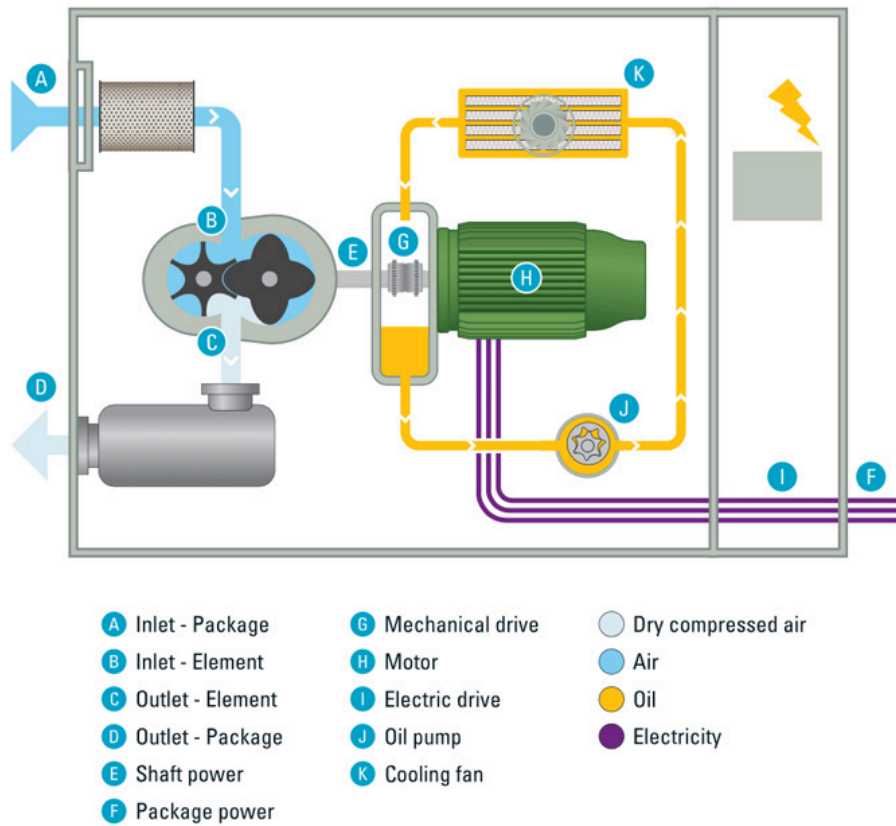 A
K
B
G
E
H
C
D
J
I
F
A Inlet - Package
B Inlet - Element
C Outlet - Element
D Outlet - Package
E Shaft power
F Package power
G Mechanical drive
H Motor
I Electric drive
J Oil pump
K Cooling fan
Dry compressed air
Air
Oil
Electricity